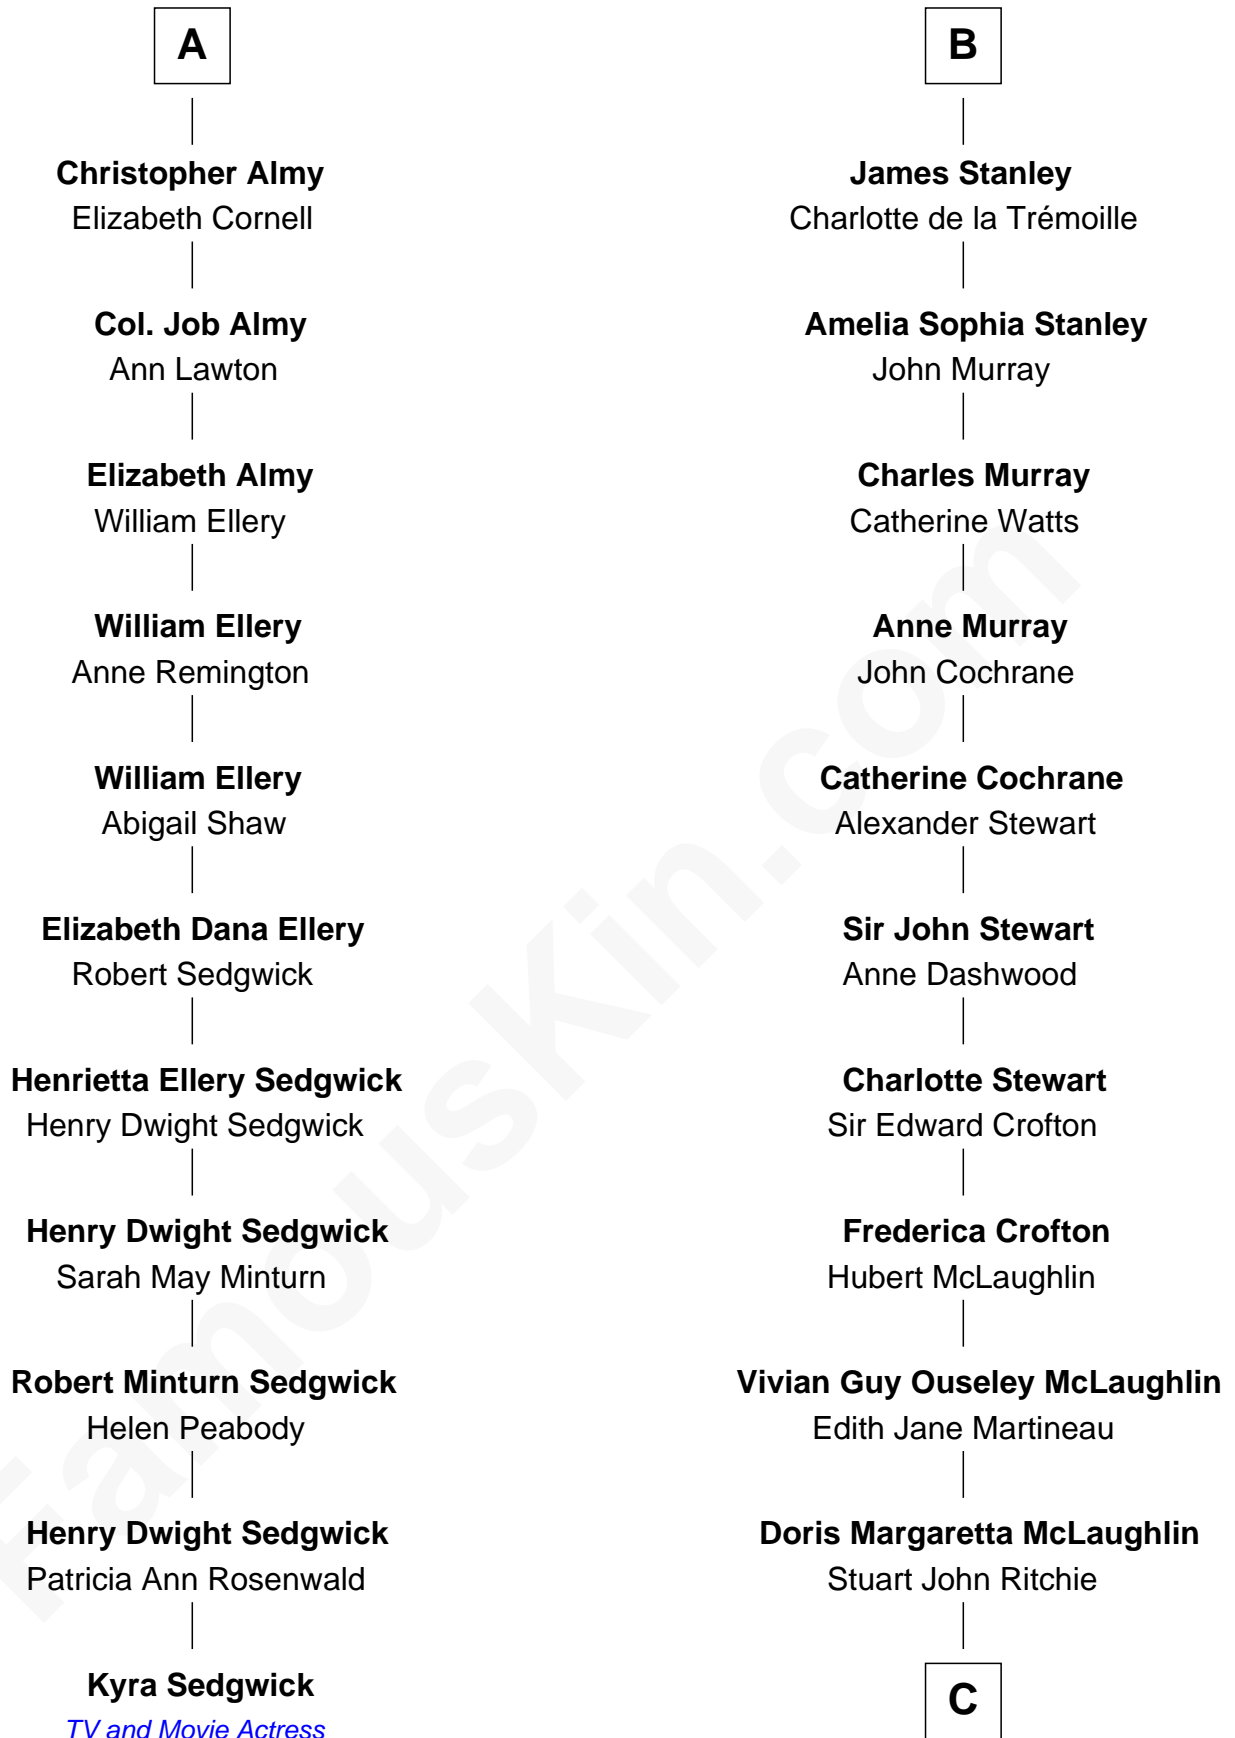 A
Christopher Almy
Elizabeth Cornell
Col. Job Almy
Ann Lawton
Elizabeth Almy
William Ellery
William Ellery
Anne Remington
William Ellery
Abigail Shaw
Elizabeth Dana Ellery
Robert Sedgwick
Henrietta Ellery Sedgwick
Henry Dwight Sedgwick
Henry Dwight Sedgwick
Sarah May Minturn
Robert Minturn Sedgwick
Helen Peabody
Henry Dwight Sedgwick
Patricia Ann Rosenwald
Kyra Sedgwick
TV and Movie Actress
B
James Stanley
Charlotte de la Trémoille
Amelia Sophia Stanley
John Murray
Charles Murray
Catherine Watts
Anne Murray
John Cochrane
Catherine Cochrane
Alexander Stewart
Sir John Stewart
Anne Dashwood
Charlotte Stewart
Sir Edward Crofton
Frederica Crofton
Hubert McLaughlin
Vivian Guy Ouseley McLaughlin
Edith Jane Martineau
Doris Margaretta McLaughlin
Stuart John Ritchie
C
FamousKin.com